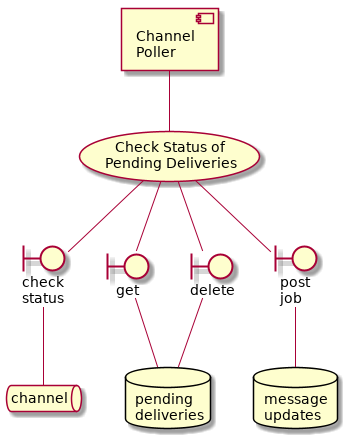 Channel
Poller
Check Status of
Pending Deliveries
check
status
get
delete
post
job
channel
pending
deliveries
message
updates